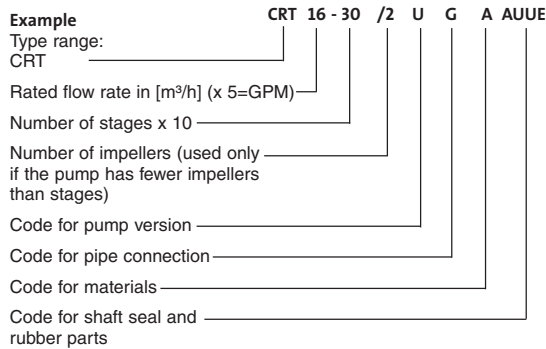 Example CRT 16 - 30 /2 U G A AUUE
Type range:
CRT
Rated flow rate in [m³/h] (x 5=GPM)
Number of stages x 10
Number of impellers (used only
if the pump has fewer impellers
than stages)
Code for pump version
Code for pipe connection
Code for materials
Code for shaft seal and
rubber parts